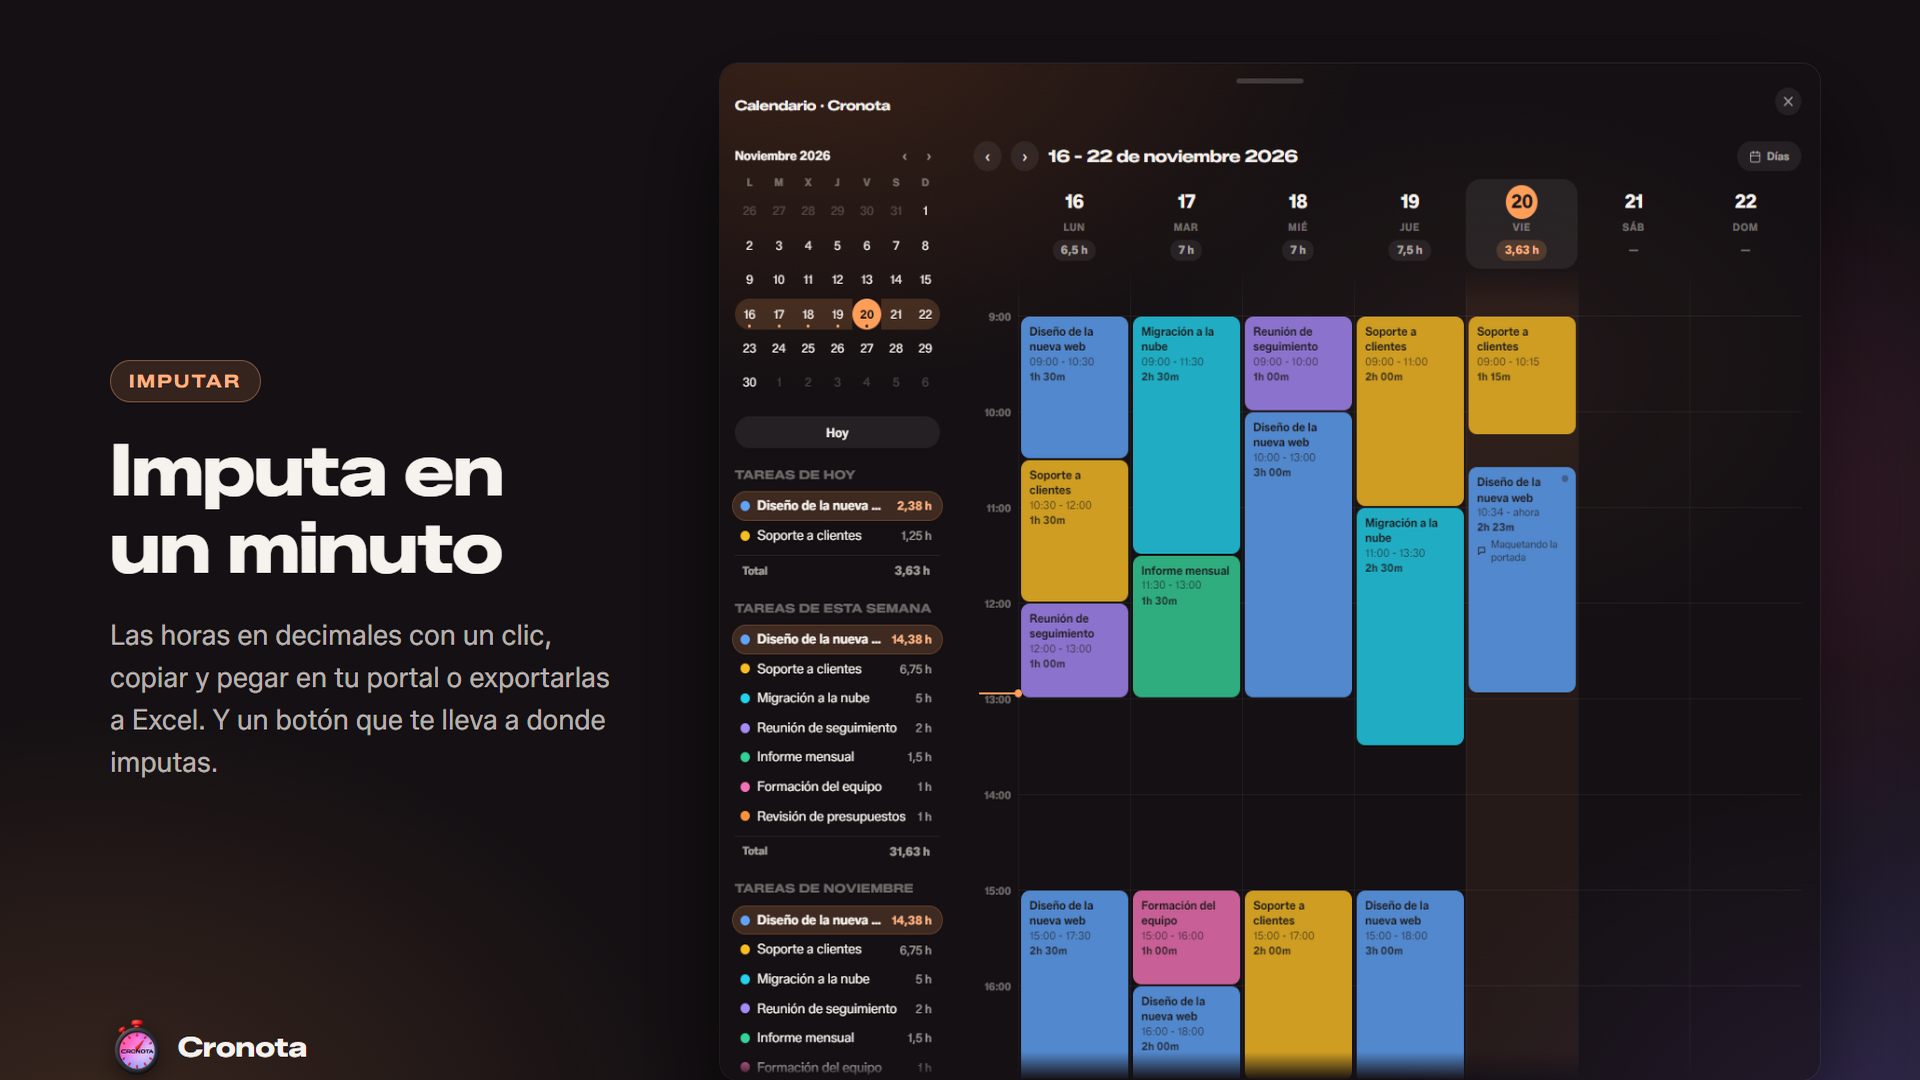 IMPUTAR
Imputa en
un minuto
Las horas en decimales con un clic,
copiar y pegar en tu portal o exportarlas
a Excel. Y un botón que te lleva a donde
imputas.
CRONOTA
Cronota
Calendario · Cronota
Noviembre 2026
‹ ›
L M X J V S D
26 27 28 29 30 31 1
2 3 4 5 6 7 8
9 10 11 12 13 14 15
16 17 18 19 20 21 22
23 24 25 26 27 28 29
30 1 2 3 4 5 6
Hoy
TAREAS DE HOY
Diseño de la nueva ... 2,38 h
Soporte a clientes 1,25 h
Total 3,63 h
TAREAS DE ESTA SEMANA
Diseño de la nueva ... 14,38 h
Soporte a clientes 6,75 h
Migración a la nube 5 h
Reunión de seguimiento 2 h
Informe mensual 1,5 h
Formación del equipo 1 h
Revisión de presupuestos 1 h
Total 31,63 h
TAREAS DE NOVIEMBRE
Diseño de la nueva ... 14,38 h
Soporte a clientes 6,75 h
Migración a la nube 5 h
Reunión de seguimiento 2 h
Informe mensual 1,5 h
Formación del equipo 1 h
‹ › 16 - 22 de noviembre 2026
Días
16 17 18 19 20 21 22
LUN MAR MIÉ JUE VIE SÁB DOM
6,5 h 7 h 7 h 7,5 h 3,63 h — —
9:00
10:00
11:00
12:00
13:00
14:00
15:00
16:00
Diseño de la
nueva web
09:00 - 10:30
1h 30m
Soporte a
clientes
10:30 - 12:00
1h 30m
Reunión de
seguimiento
12:00 - 13:00
1h 00m
Diseño de la
nueva web
15:00 - 17:30
2h 30m
Migración a la
nube
09:00 - 11:30
2h 30m
Informe mensual
11:30 - 13:00
1h 30m
Formación del
equipo
15:00 - 16:00
1h 00m
Diseño de la
nueva web
16:00 - 18:00
2h 00m
Reunión de
seguimiento
09:00 - 10:00
1h 00m
Diseño de la
nueva web
10:00 - 13:00
3h 00m
Soporte a
clientes
15:00 - 17:00
2h 00m
Soporte a
clientes
09:00 - 11:00
2h 00m
Migración a la
nube
11:00 - 13:30
2h 30m
Diseño de la
nueva web
15:00 - 18:00
3h 00m
Soporte a
clientes
09:00 - 10:15
1h 15m
Diseño de la
nueva web
10:34 - ahora
2h 23m
Maquetando la
portada